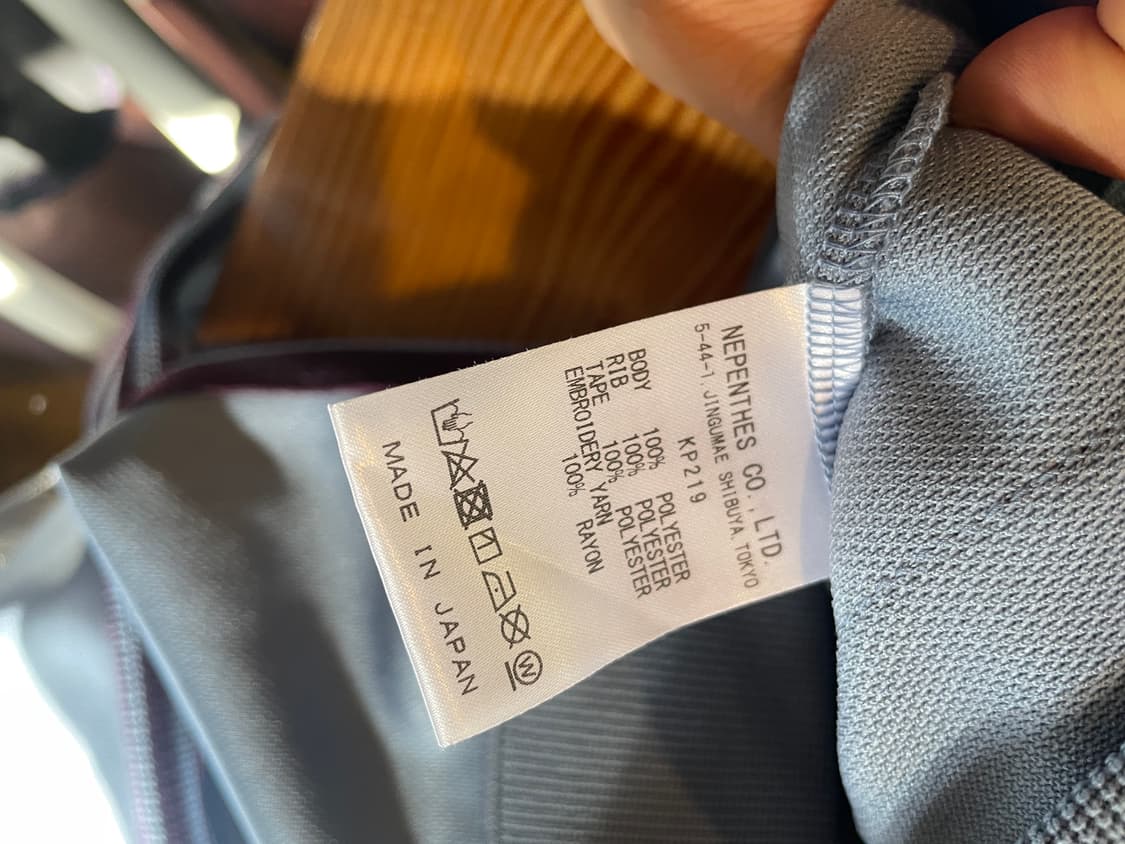 NEPENTHES CO., LTD.
5-44-1, JINGUMAE SHIBUYA, TOKYO
KP219
BODY 100% POLYESTER
RIB 100% POLYESTER
TAPE 100% POLYESTER
EMBROIDERY YARN
100% RAYON
W
MADE IN JAPAN